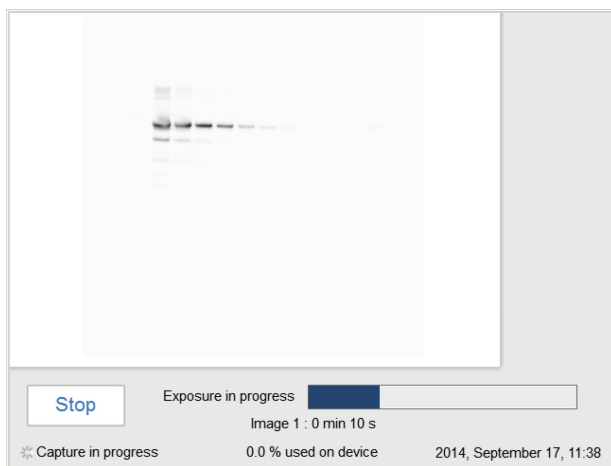 Stop
Exposure in progress
Image 1 : 0 min 10 s
Capture in progress
0.0 % used on device
2014, September 17, 11:38